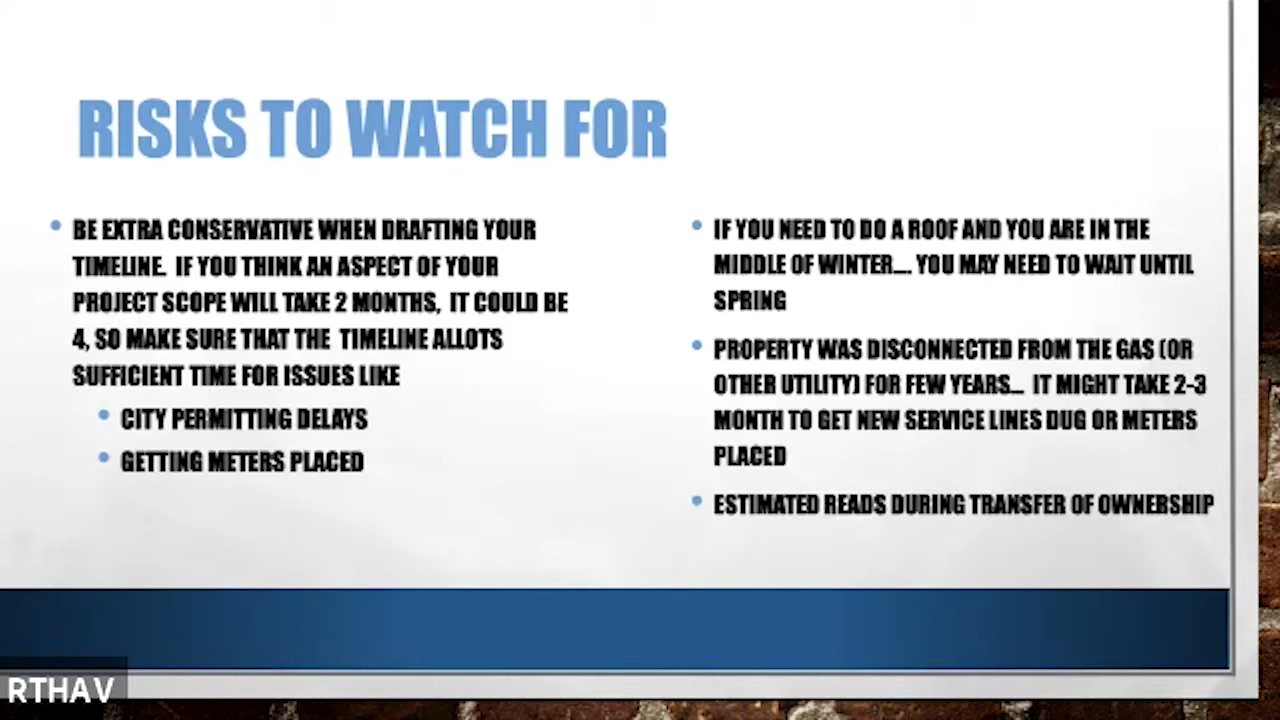 RISKS TO WATCH FOR
• BE EXTRA CONSERVATIVE WHEN DRAFTING YOUR
TIMELINE. IF YOU THINK AN ASPECT OF YOUR
PROJECT SCOPE WILL TAKE 2 MONTHS, IT COULD BE
4, SO MAKE SURE THAT THE TIMELINE ALLOTS
SUFFICIENT TIME FOR ISSUES LIKE
• CITY PERMITTING DELAYS
• GETTING METERS PLACED
• IF YOU NEED TO DO A ROOF AND YOU ARE IN THE
MIDDLE OF WINTER.... YOU MAY NEED TO WAIT UNTIL
SPRING
• PROPERTY WAS DISCONNECTED FROM THE GAS (OR
OTHER UTILITY) FOR FEW YEARS... IT MIGHT TAKE 2-3
MONTH TO GET NEW SERVICE LINES DUG OR METERS
PLACED
• ESTIMATED READS DURING TRANSFER OF OWNERSHIP
RTHAV